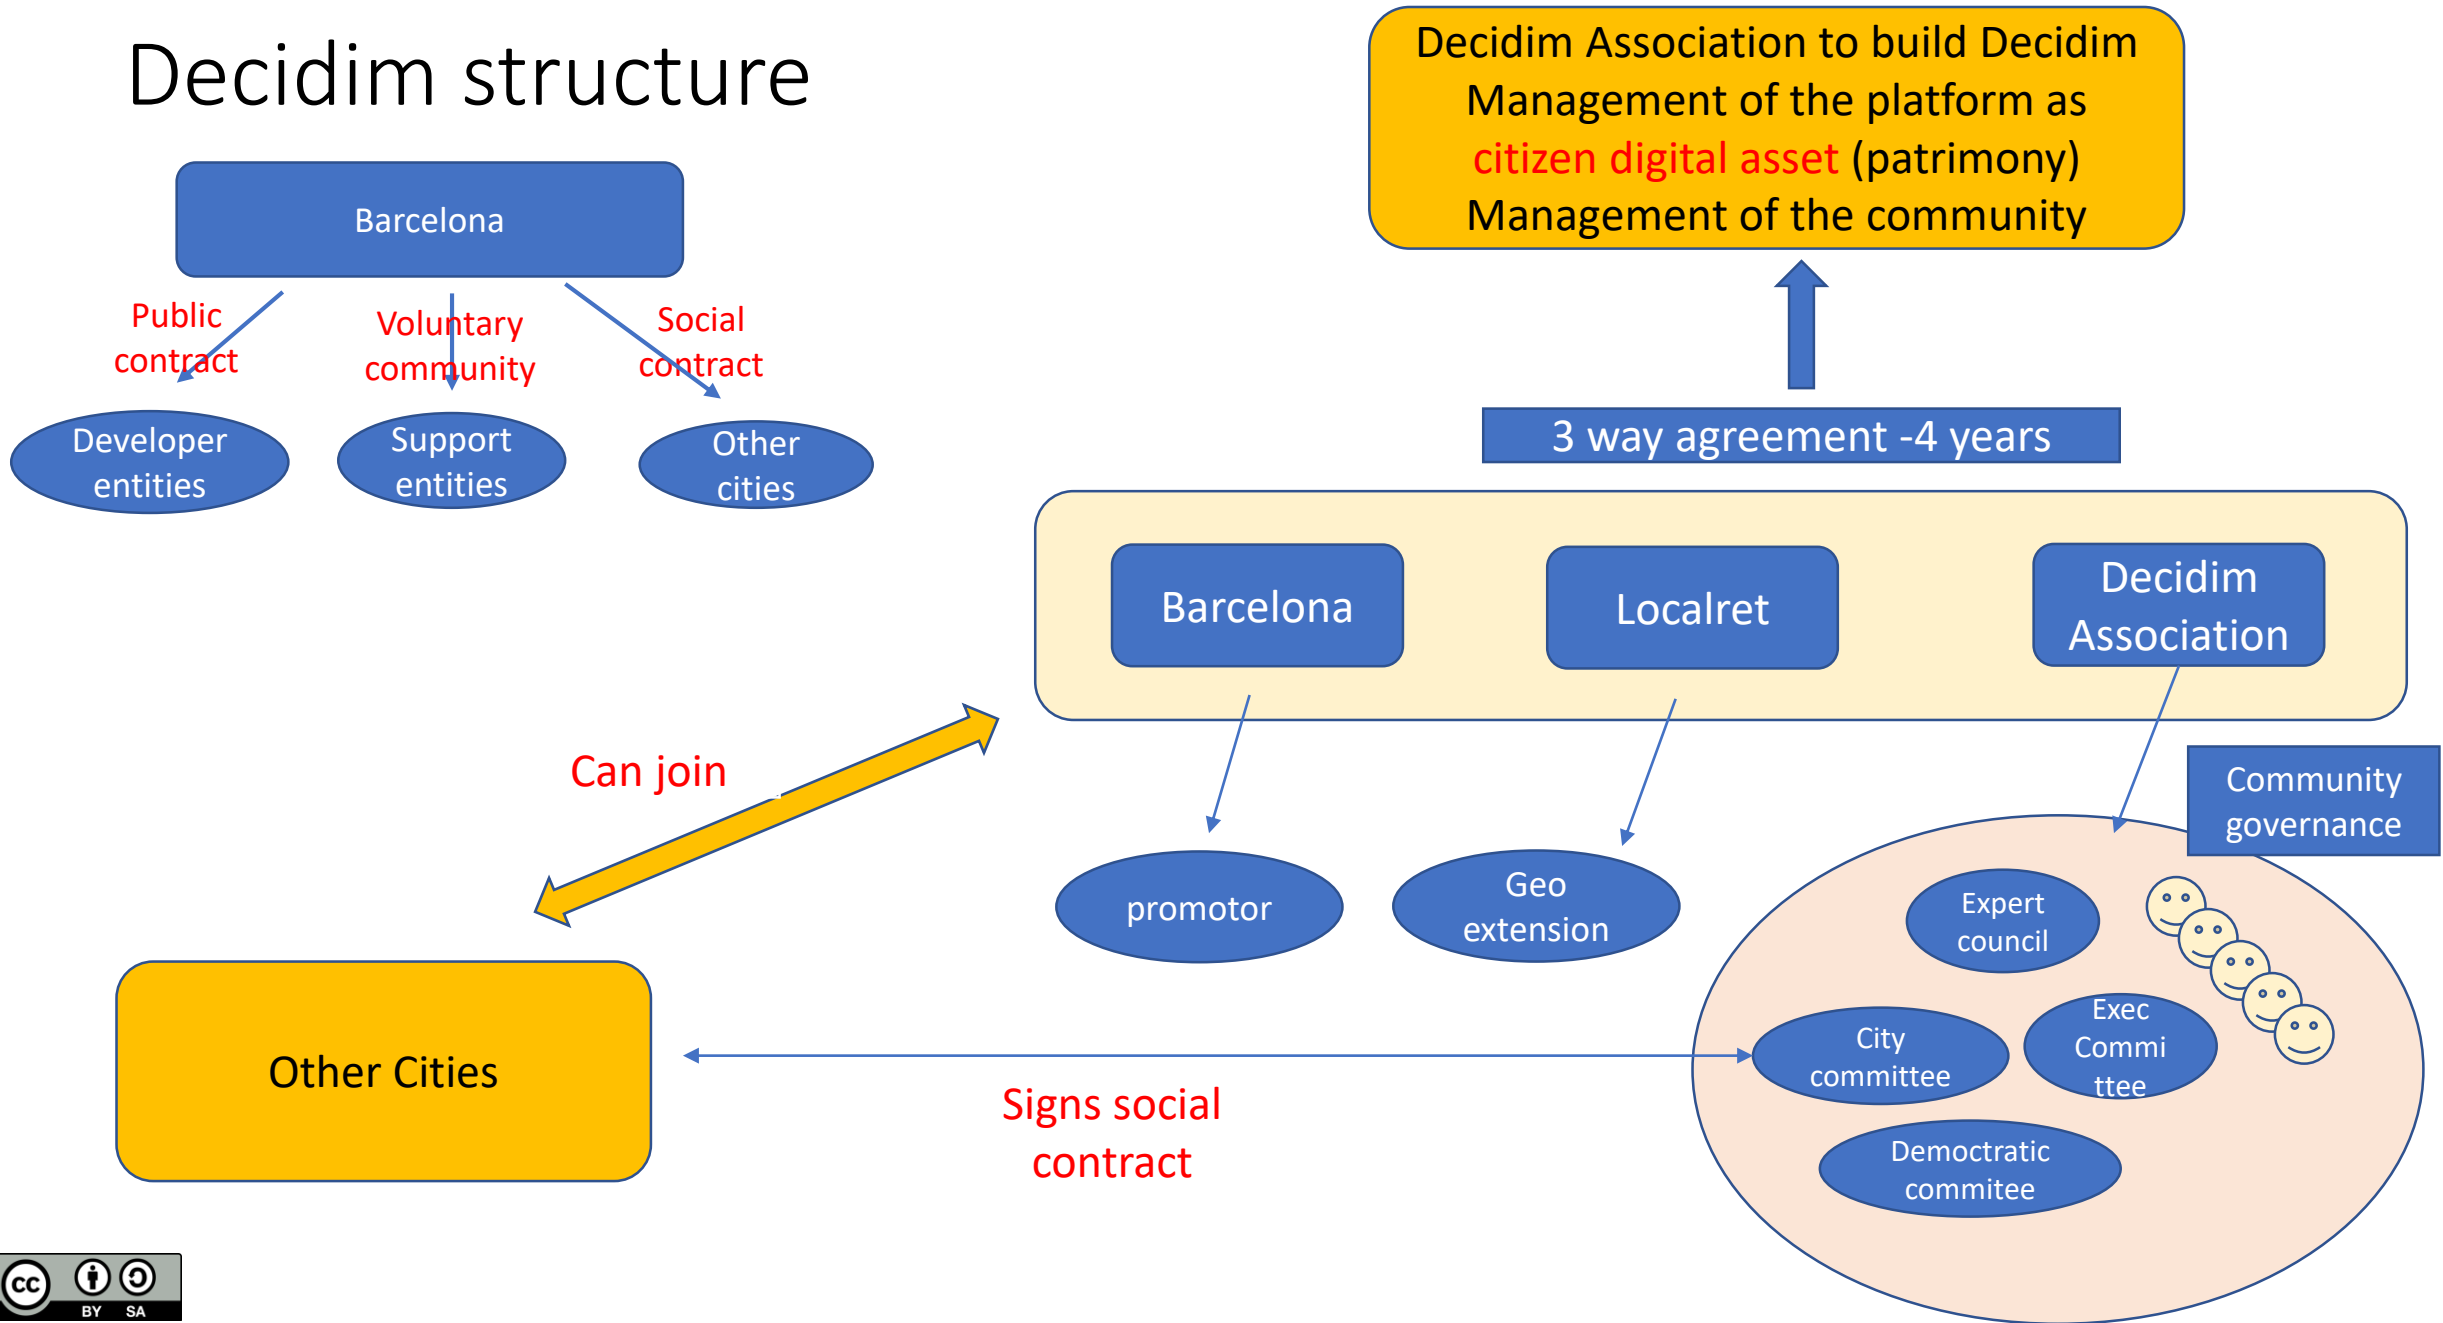 Decidim structure
Barcelona
Public
contract
Voluntary
community
Social
contract
Developer
entities
Support
entities
Other
cities
Decidim Association to build Decidim
Management of the platform as
citizen digital asset (patrimony)
Management of the community
3 way agreement -4 years
Barcelona
Localret
Decidim
Association
Can join
promotor
Geo
extension
Community
governance
Expert
council
City
committee
Exec
Commi
ttee
Democtratic
commitee
Other Cities
Signs social
contract
cc
BY SA